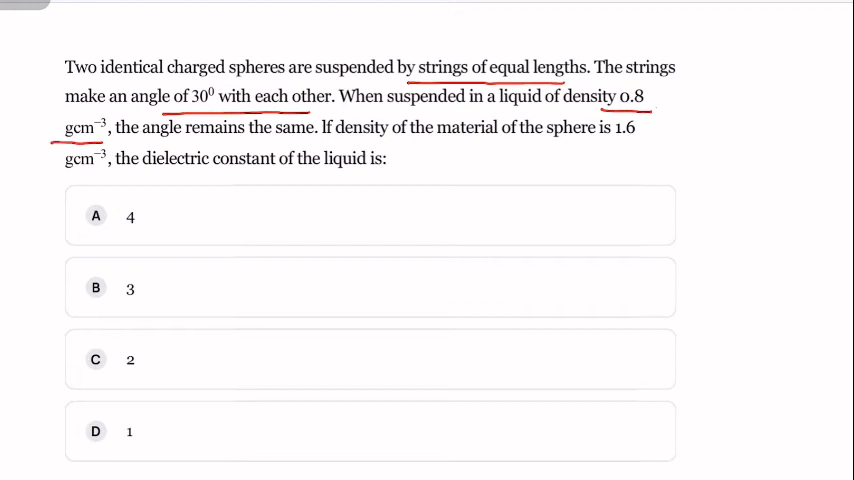 Two identical charged spheres are suspended by strings of equal lengths. The strings
make an angle of 30⁰ with each other. When suspended in a liquid of density 0.8
gcm⁻³, the angle remains the same. If density of the material of the sphere is 1.6
gcm⁻³, the dielectric constant of the liquid is:
A 4
B 3
C 2
D 1